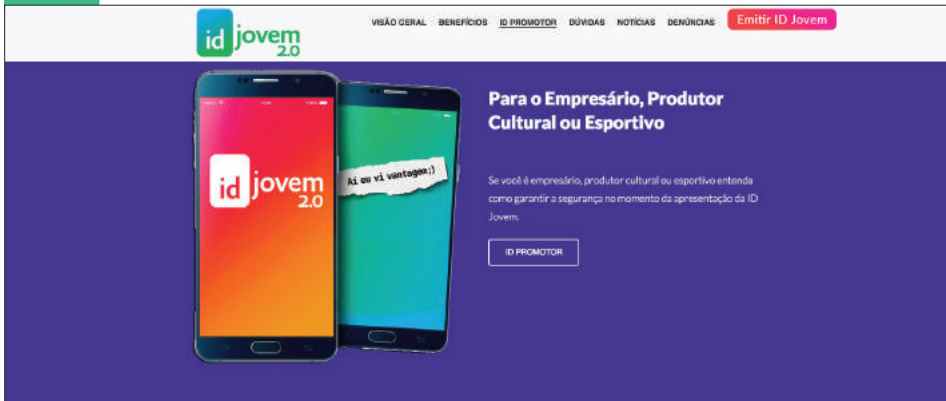 id jovem
2.0
VISÃO GERAL BENEFÍCIOS ID PROMOTOR DÚVIDAS NOTÍCIAS DENÚNCIAS Emitir ID Jovem
id jovem
2.0
Ai eu vi vantagem;)
Para o Empresário, Produtor
Cultural ou Esportivo
Se você é empresário, produtor cultural ou esportivo entenda
como garantir a segurança no momento da apresentação da ID
Jovem.
ID PROMOTOR